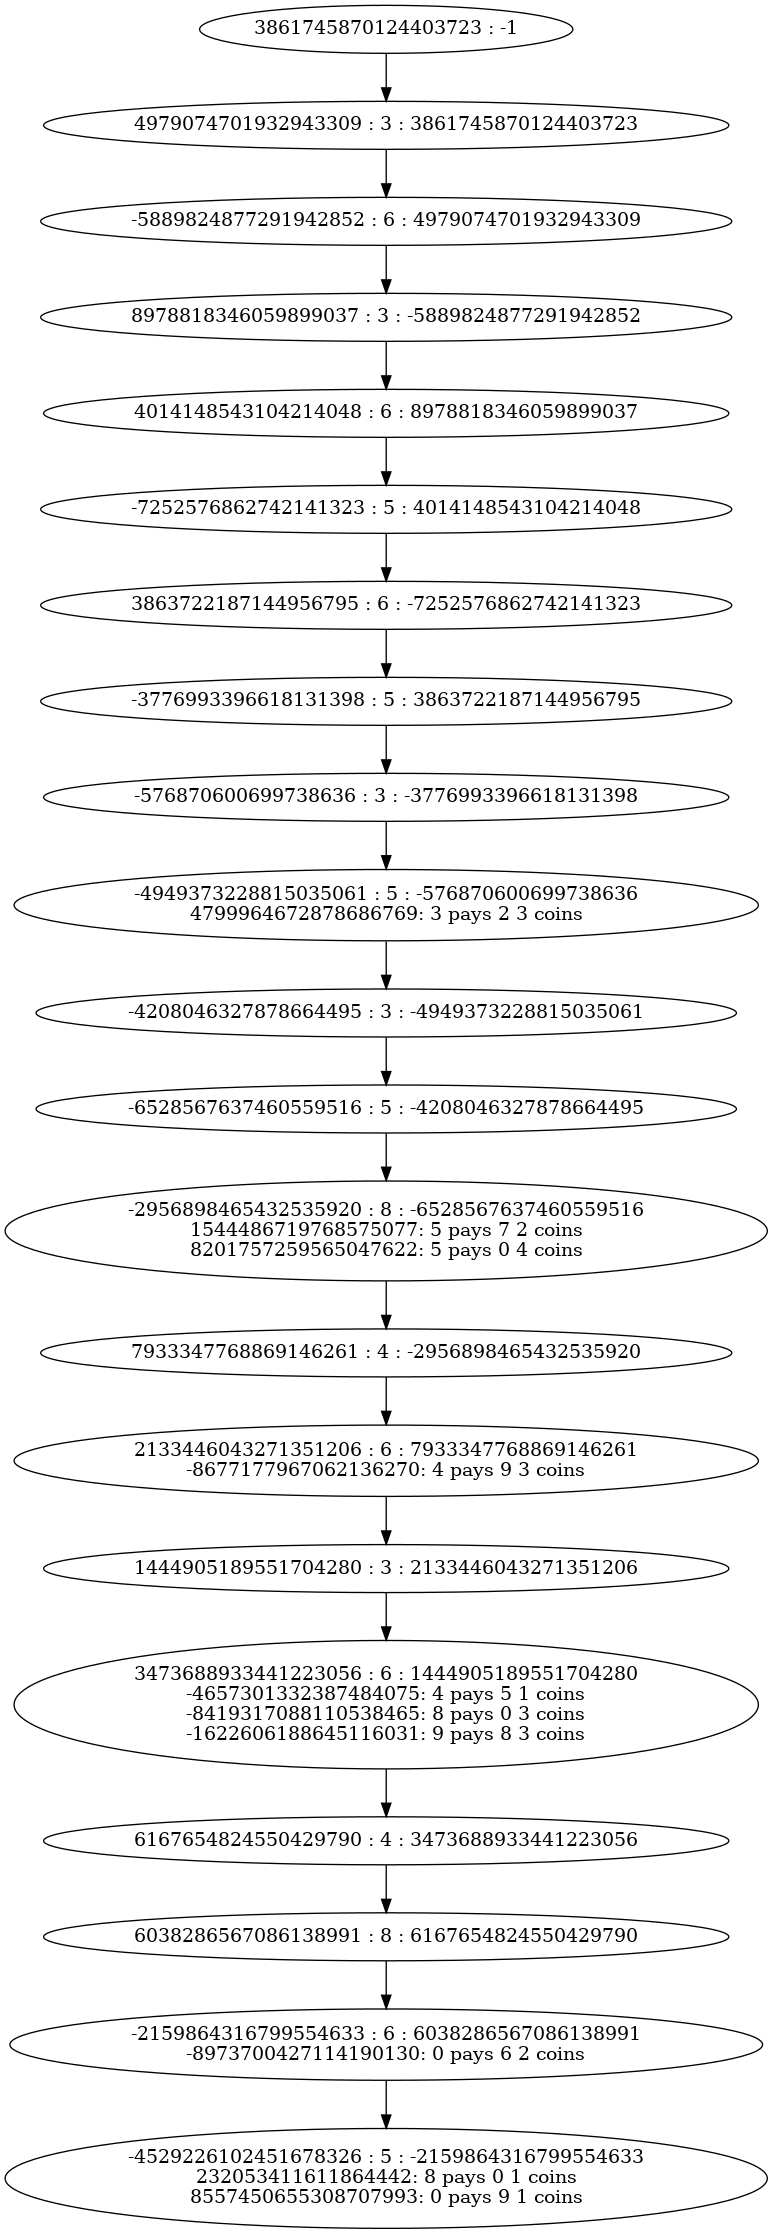 3861745870124403723 : -1
4979074701932943309 : 3 : 3861745870124403723
-5889824877291942852 : 6 : 4979074701932943309
8978818346059899037 : 3 : -5889824877291942852
4014148543104214048 : 6 : 8978818346059899037
-7252576862742141323 : 5 : 4014148543104214048
3863722187144956795 : 6 : -7252576862742141323
-3776993396618131398 : 5 : 3863722187144956795
-576870600699738636 : 3 : -3776993396618131398
-4949373228815035061 : 5 : -576870600699738636
4799964672878686769: 3 pays 2 3 coins
-4208046327878664495 : 3 : -4949373228815035061
-6528567637460559516 : 5 : -4208046327878664495
-2956898465432535920 : 8 : -6528567637460559516
1544486719768575077: 5 pays 7 2 coins
8201757259565047622: 5 pays 0 4 coins
7933347768869146261 : 4 : -2956898465432535920
2133446043271351206 : 6 : 7933347768869146261
-8677177967062136270: 4 pays 9 3 coins
1444905189551704280 : 3 : 2133446043271351206
3473688933441223056 : 6 : 1444905189551704280
-4657301332387484075: 4 pays 5 1 coins
-8419317088110538465: 8 pays 0 3 coins
-1622606188645116031: 9 pays 8 3 coins
6167654824550429790 : 4 : 3473688933441223056
6038286567086138991 : 8 : 6167654824550429790
-2159864316799554633 : 6 : 6038286567086138991
-8973700427114190130: 0 pays 6 2 coins
-4529226102451678326 : 5 : -2159864316799554633
232053411611864442: 8 pays 0 1 coins
8557450655308707993: 0 pays 9 1 coins